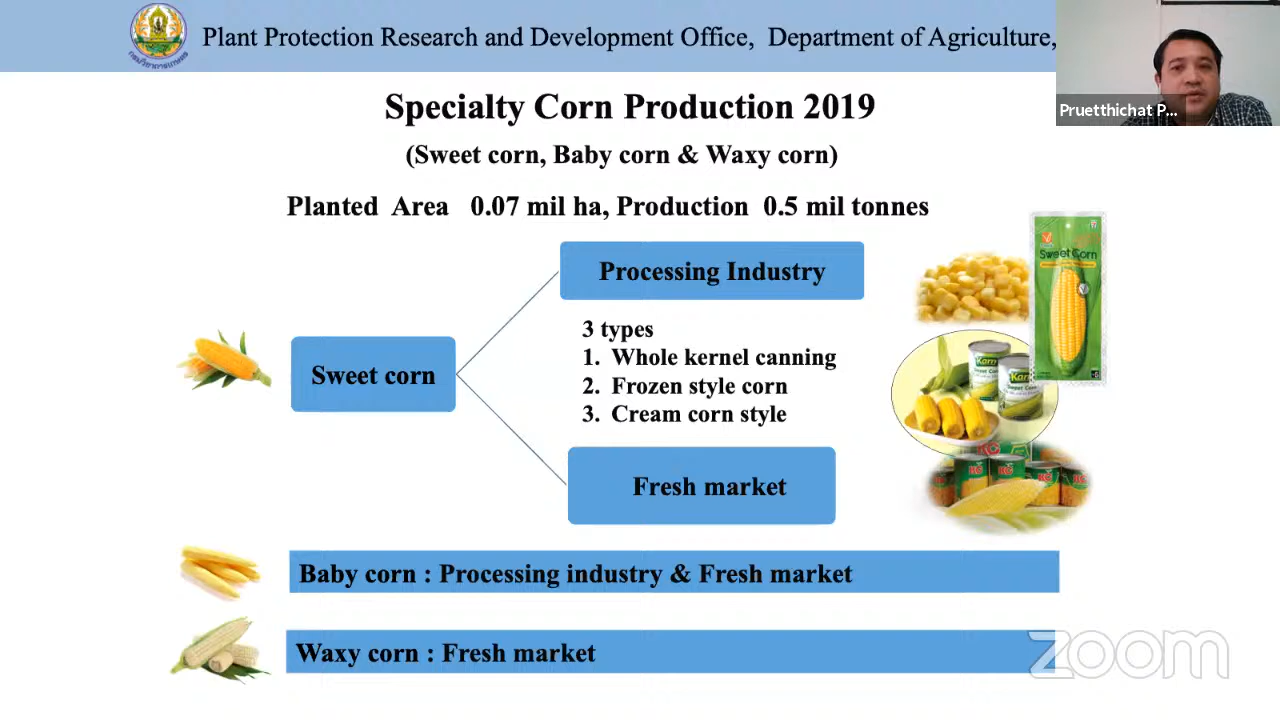 Plant Protection Research and Development Office, Department of Agriculture,
Pruetthichat P...
Specialty Corn Production 2019
(Sweet corn, Baby corn & Waxy corn)
Planted Area 0.07 mil ha, Production 0.5 mil tonnes
Processing Industry
Sweet Corn
3 types
1. Whole kernel canning
2. Frozen style corn
3. Cream corn style
Sweet corn
Fresh market
KC
Baby corn : Processing industry & Fresh market
Waxy corn : Fresh market
zoom